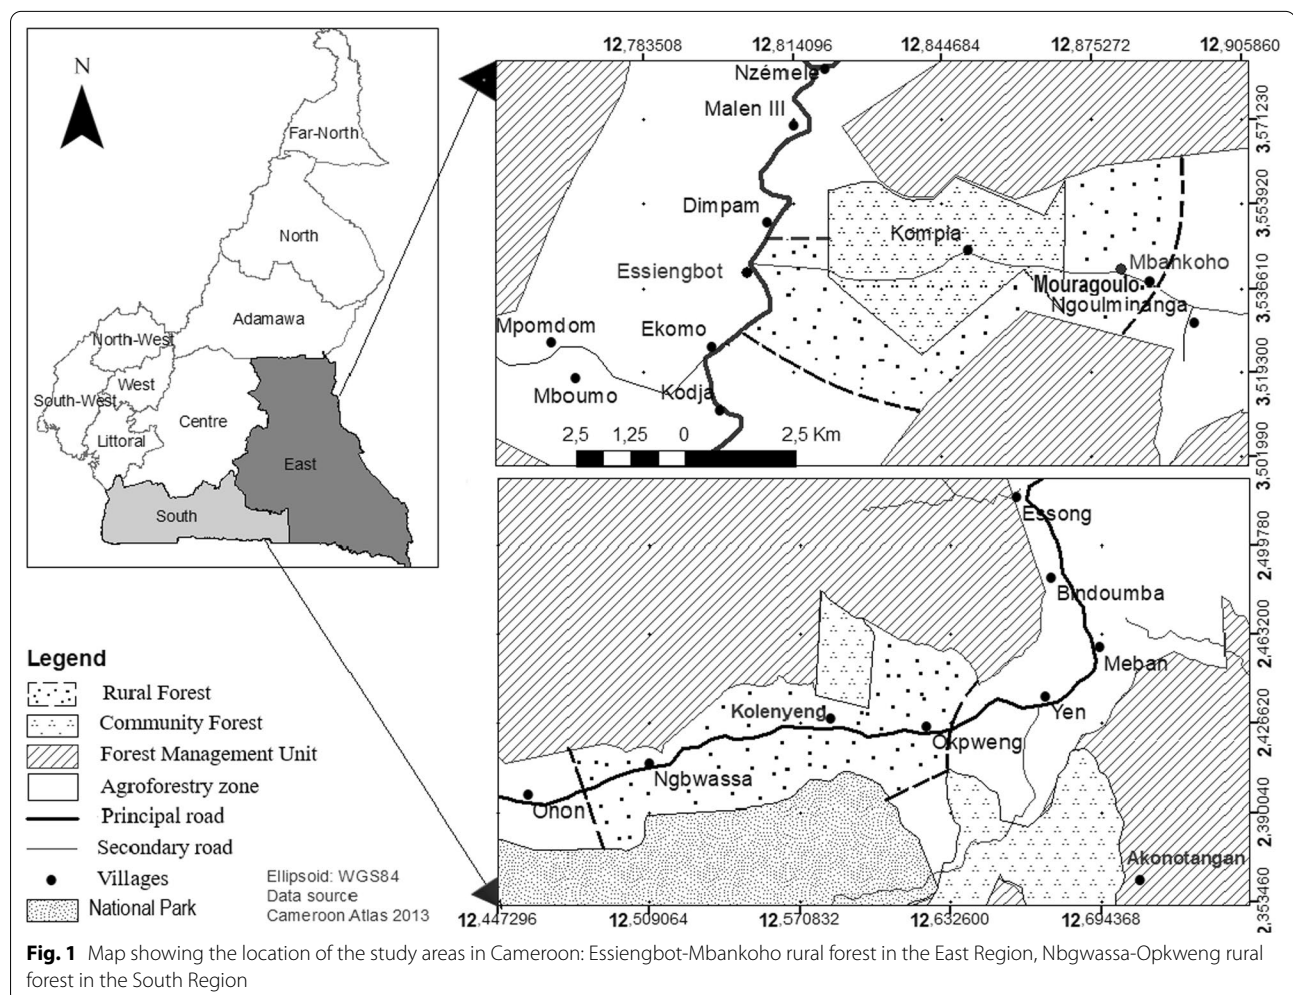 N
Far-North
North
Adamawa
North-West
West
South-West
Littoral
Centre
East
South
12,783508 12,814096 12,844684 12,875272 12,905860
Nzémele
Malen III
Dimpam
Kompia
Essiengbot
Mbankoho
Mouragoulo
Ngoulminanga
Mpomdom
Ekomo
Mboumo
Kodja
2,5 1,25 0 2,5 Km
3,571230
3,553920
3,536610
3,519300
3,501990
Essong
Bindoumba
Meban
Yen
Kolenyeng
Okpweng
Ngbwassa
Onon
Akonotangan
2,499780
2,463200
2,426620
2,390040
2,353460
12,447296 12,509064 12,570832 12,632600 12,694368
Legend
Rural Forest
Community Forest
Forest Management Unit
Agroforestry zone
Principal road
Secondary road
Villages
National Park
Ellipsoid: WGS84
Data source
Cameroon Atlas 2013
Fig. 1 Map showing the location of the study areas in Cameroon: Essiengbot-Mbankoho rural forest in the East Region, Nbgwassa-Opkweng rural
forest in the South Region